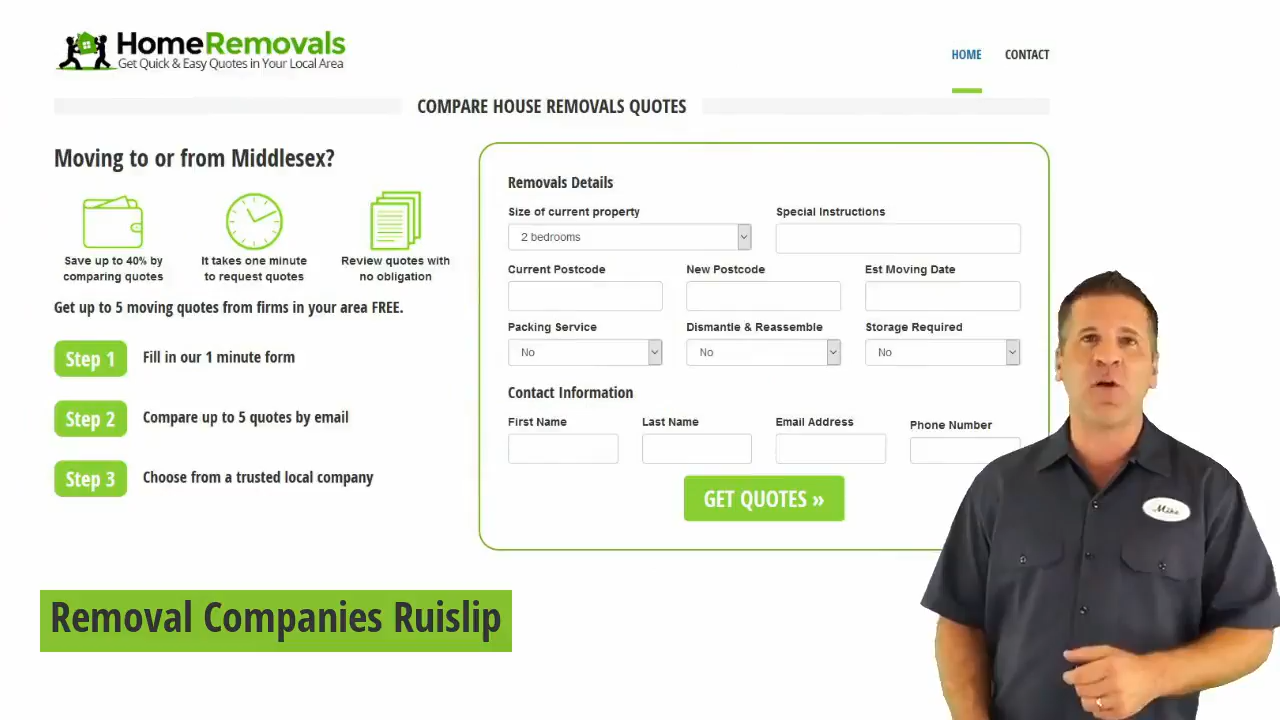 HomeRemovals
Get Quick & Easy Quotes in Your Local Area
HOME
CONTACT
COMPARE HOUSE REMOVALS QUOTES
Moving to or from Middlesex?
Save up to 40% by
comparing quotes
It takes one minute
to request quotes
Review quotes with
no obligation
Get up to 5 moving quotes from firms in your area FREE.
Step 1
Fill in our 1 minute form
Step 2
Compare up to 5 quotes by email
Step 3
Choose from a trusted local company
Removals Details
Size of current property
2 bedrooms
Special Instructions
Current Postcode
New Postcode
Est Moving Date
Packing Service
No
Dismantle & Reassemble
No
Storage Required
No
Contact Information
First Name
Last Name
Email Address
Phone Number
GET QUOTES »
Mike
Removal Companies Ruislip